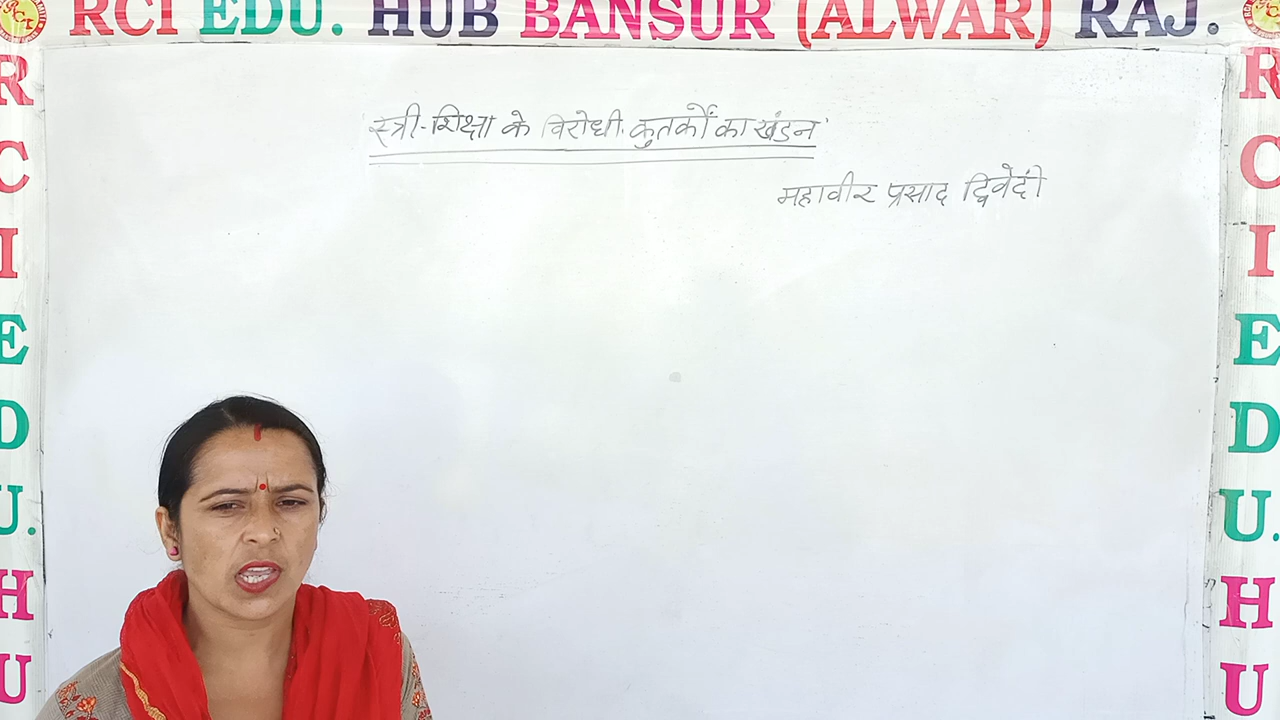 RCI EDU. HUB BANSUR (ALWAR) RAJ.
'स्त्री-शिक्षा के विरोधी कुतर्कों का खंडन'
महावीर प्रसाद द्विवेदी
R
C
I
E
D
U.
H
U
R
C
I
E
D
U.
H
U